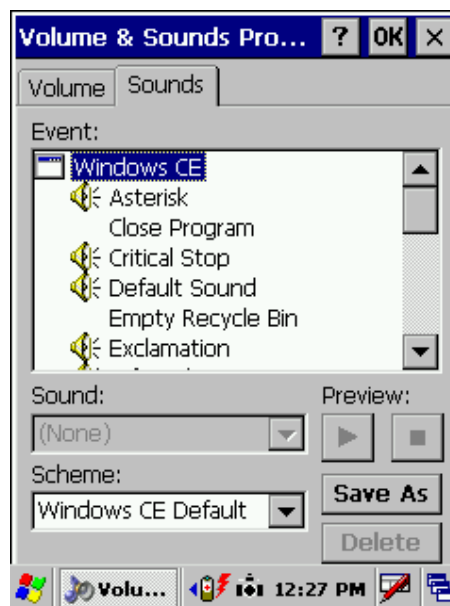 Volume & Sounds Pro... ? OK ×
Volume Sounds
Event:
Windows CE
Asterisk
Close Program
Critical Stop
Default Sound
Empty Recycle Bin
Exclamation
Sound:
Preview:
(None)
Scheme:
Windows CE Default
Save As
Delete
Volu... 12:27 PM